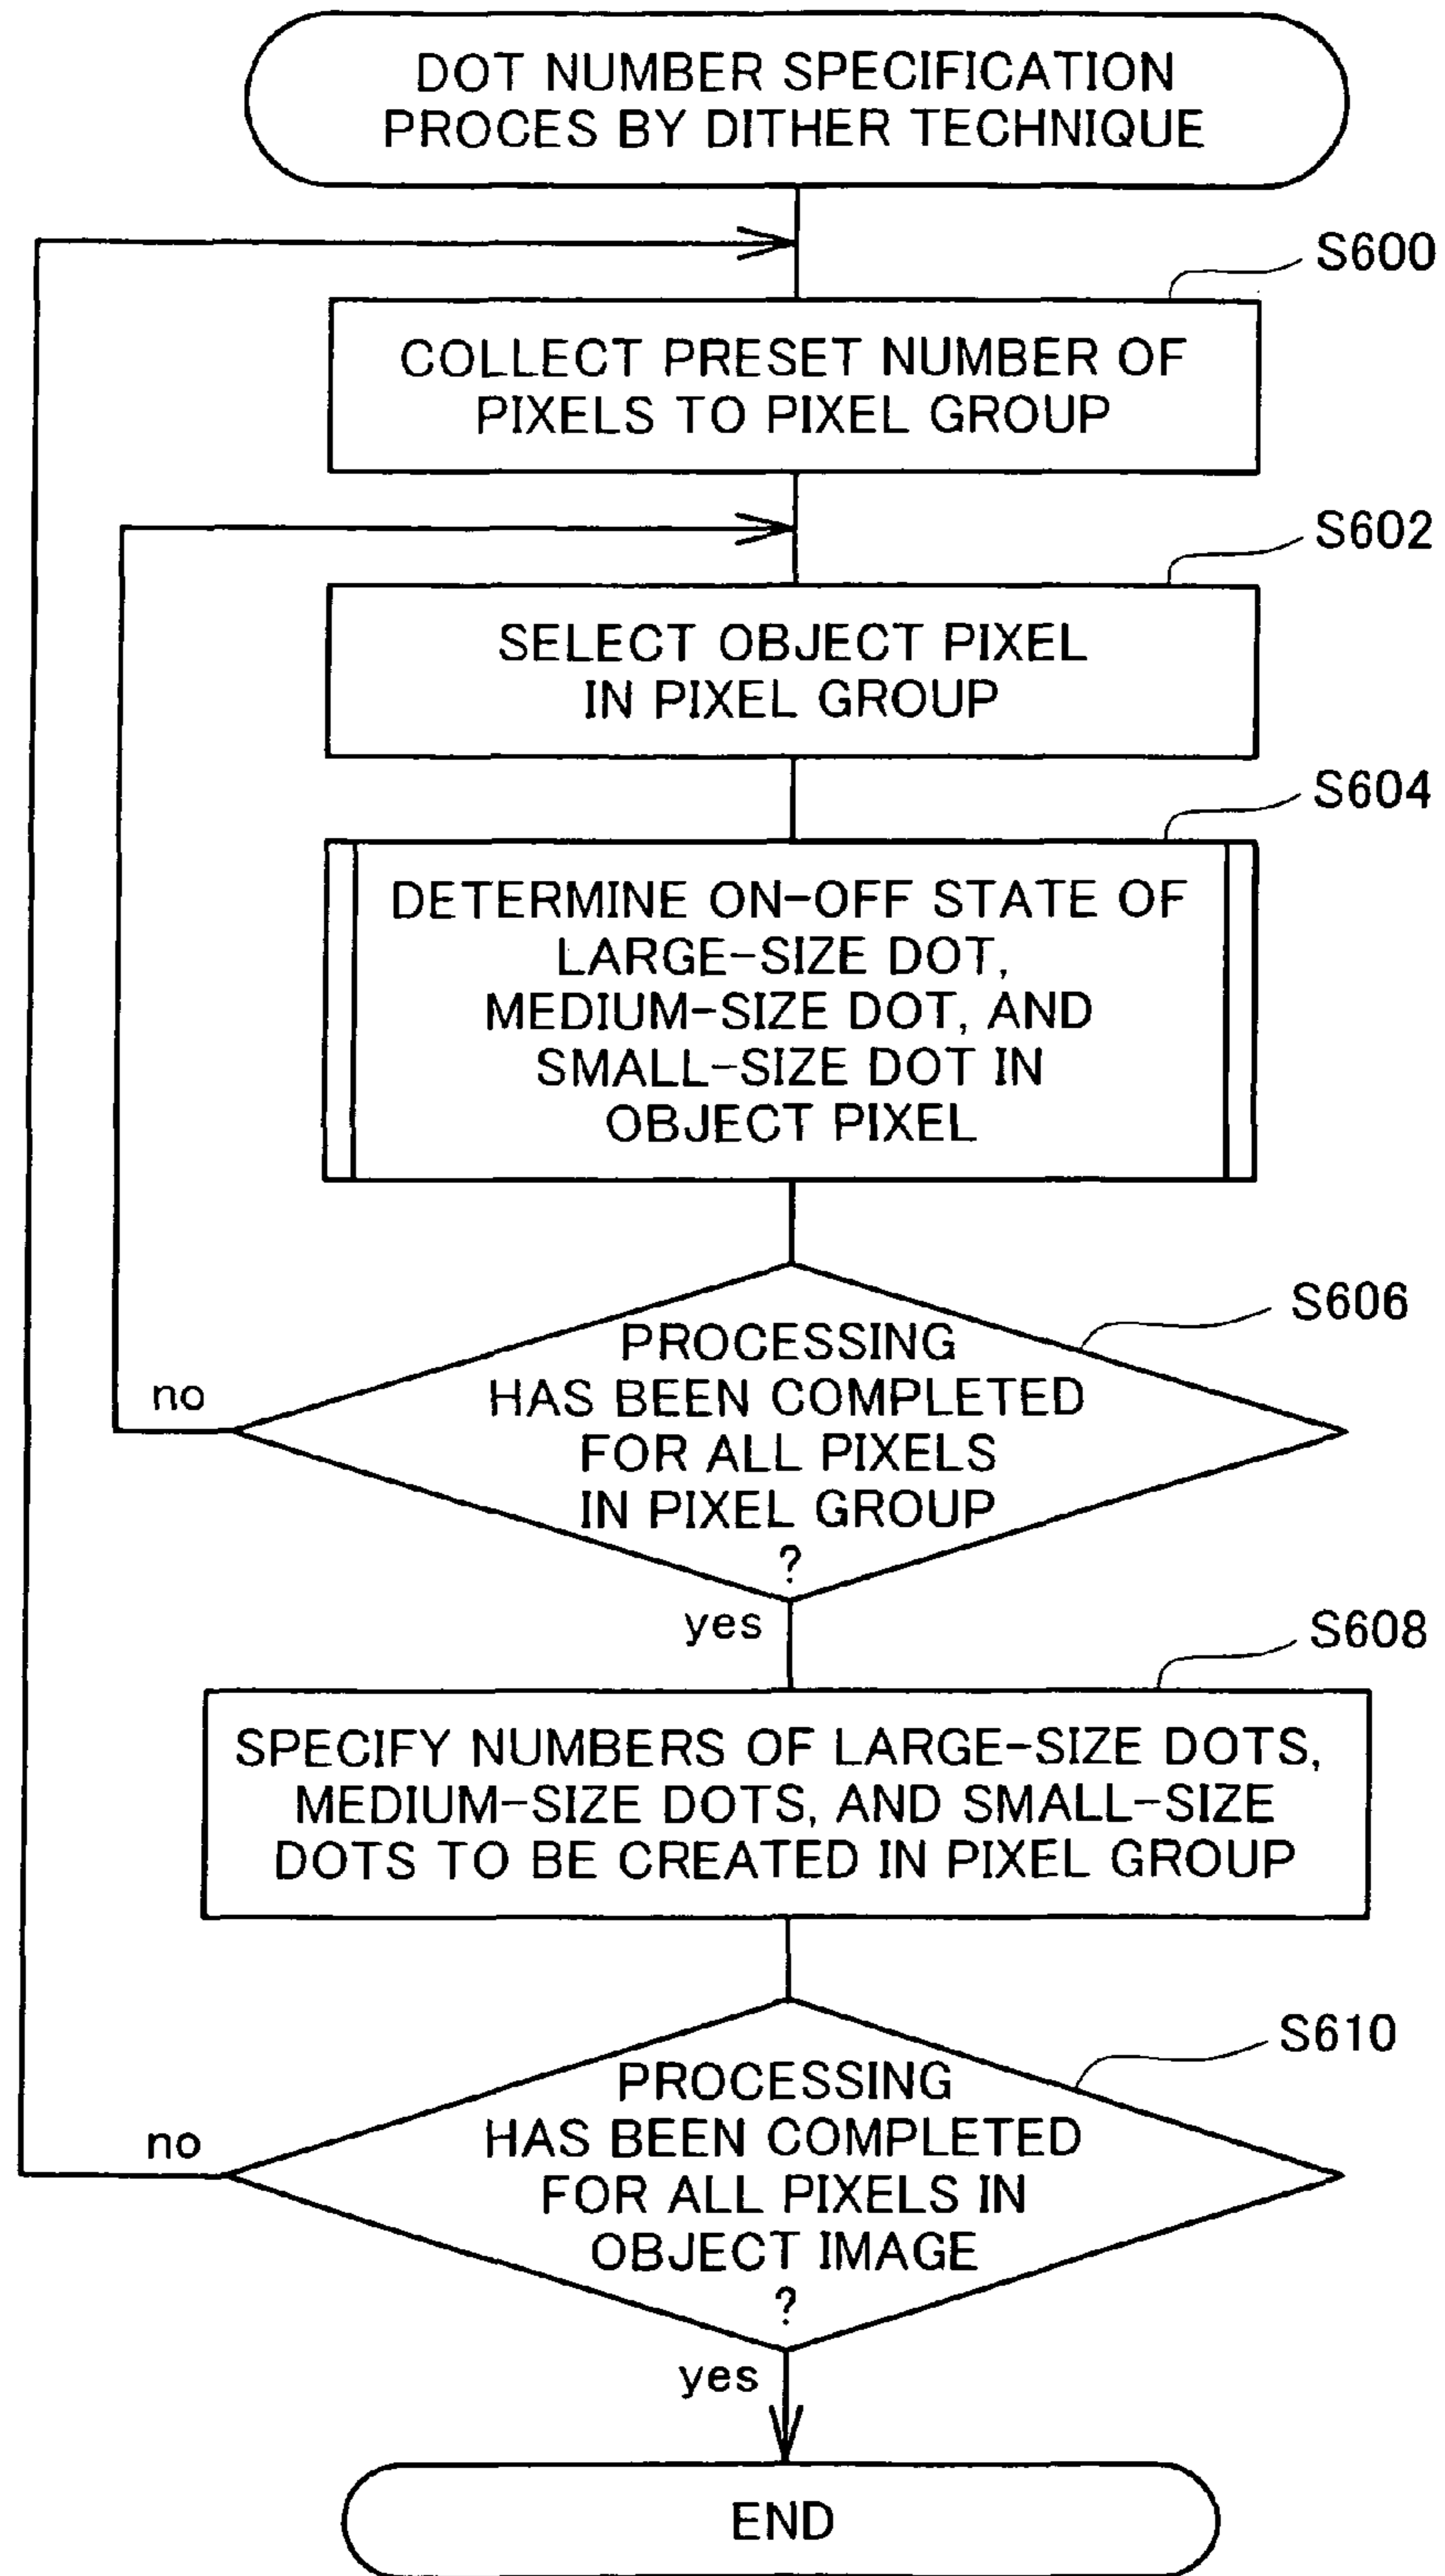 DOT NUMBER SPECIFICATION
PROCES BY DITHER TECHNIQUE
S600
COLLECT PRESET NUMBER OF
PIXELS TO PIXEL GROUP
S602
SELECT OBJECT PIXEL
IN PIXEL GROUP
S604
DETERMINE ON-OFF STATE OF
LARGE-SIZE DOT,
MEDIUM-SIZE DOT, AND
SMALL-SIZE DOT IN
OBJECT PIXEL
S606
PROCESSING
HAS BEEN COMPLETED
FOR ALL PIXELS
IN PIXEL GROUP
?
no
yes
S608
SPECIFY NUMBERS OF LARGE-SIZE DOTS,
MEDIUM-SIZE DOTS, AND SMALL-SIZE
DOTS TO BE CREATED IN PIXEL GROUP
S610
PROCESSING
HAS BEEN COMPLETED
FOR ALL PIXELS IN
OBJECT IMAGE
?
no
yes
END